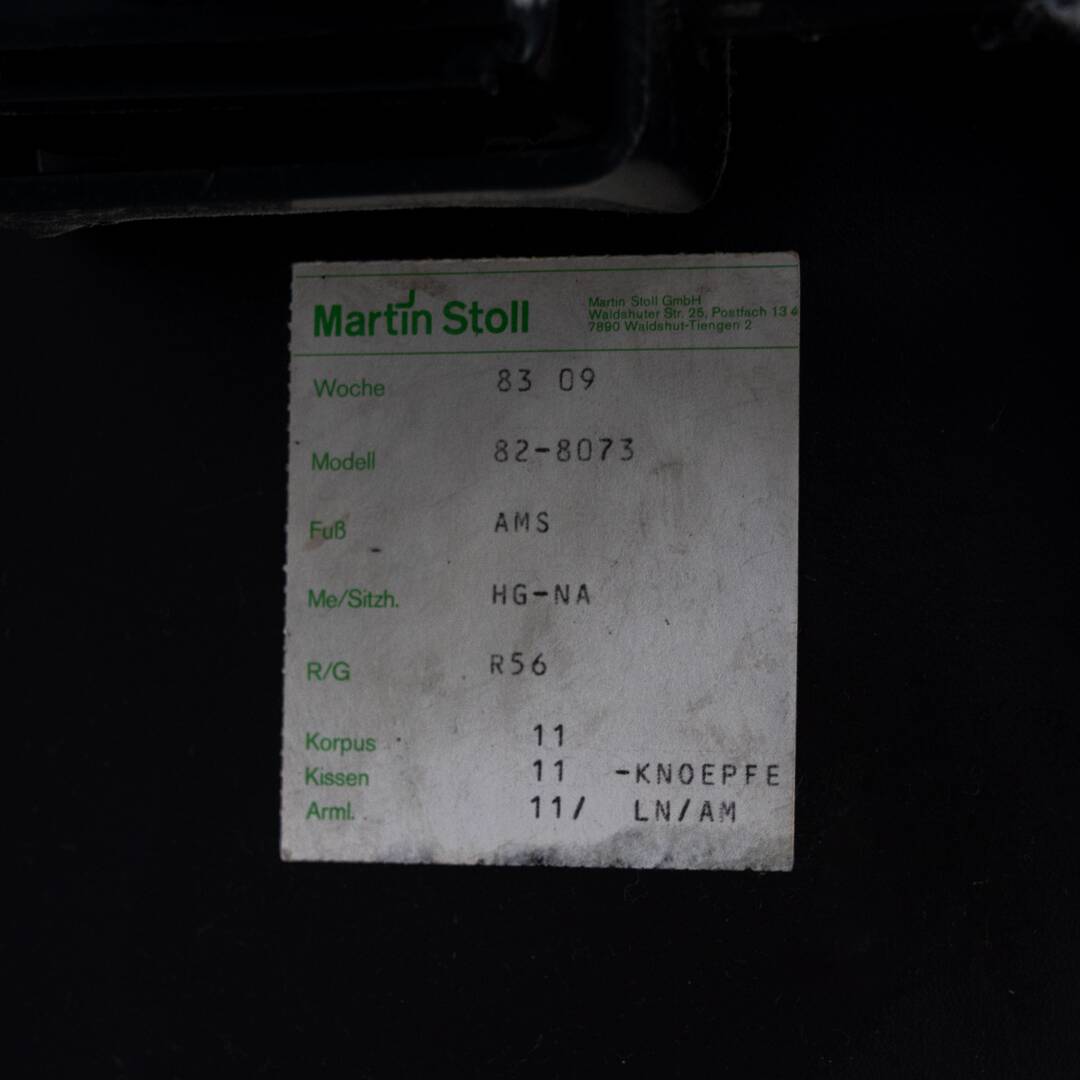 Martin Stoll
Martin Stoll GmbH
Waldshuter Str. 25, Postfach 13 4
7890 Waldshut-Tiengen 2
Woche 83 09
Modell 82-8073
Fuß AMS
Me/Sitzh. HG-NA
R/G R56
Korpus 11
Kissen 11 -KNOEPFE
Arml. 11/ LN/AM